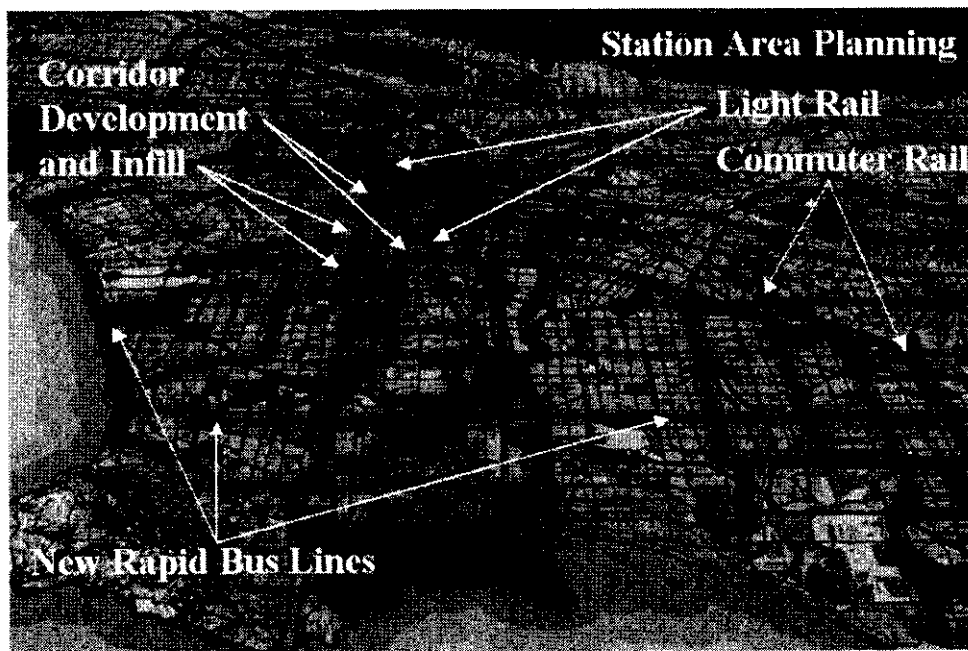 Station Area Planning
Corridor
Development
and Infill
Light Rail
Commuter Rail
New Rapid Bus Lines